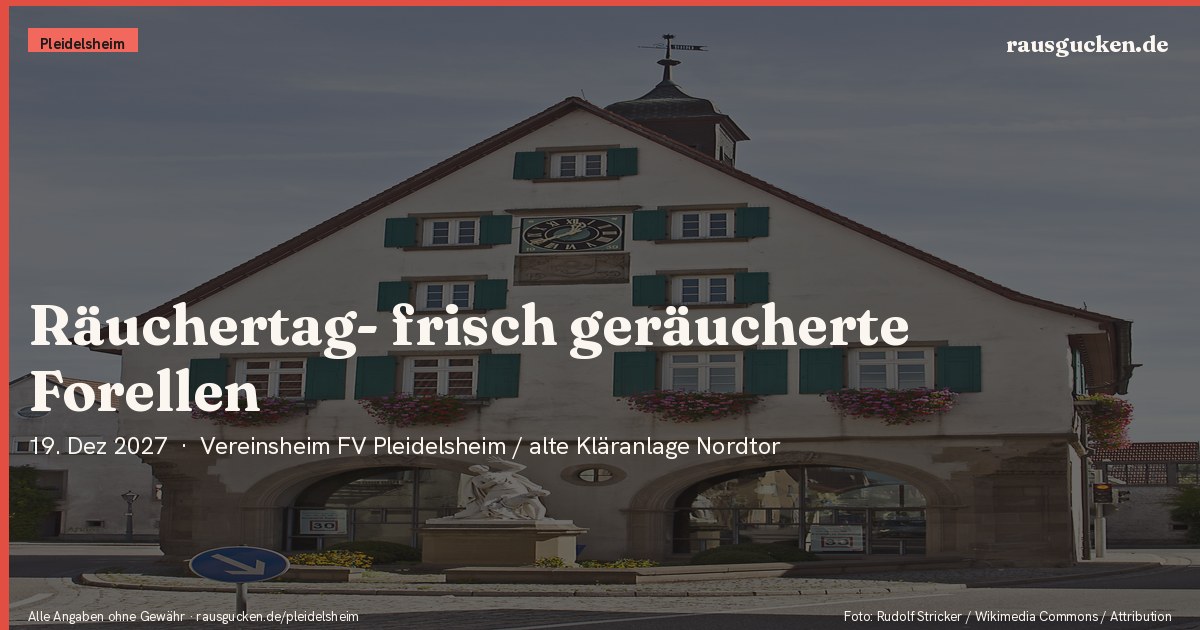 Pleidelsheim
rausgucken.de
Räuchertag- frisch geräucherte
Forellen
19. Dez 2027 · Vereinsheim FV Pleidelsheim / alte Kläranlage Nordtor
30
Alle Angaben ohne Gewähr · rausgucken.de/pleidelsheim
Foto: Rudolf Stricker / Wikimedia Commons / Attribution